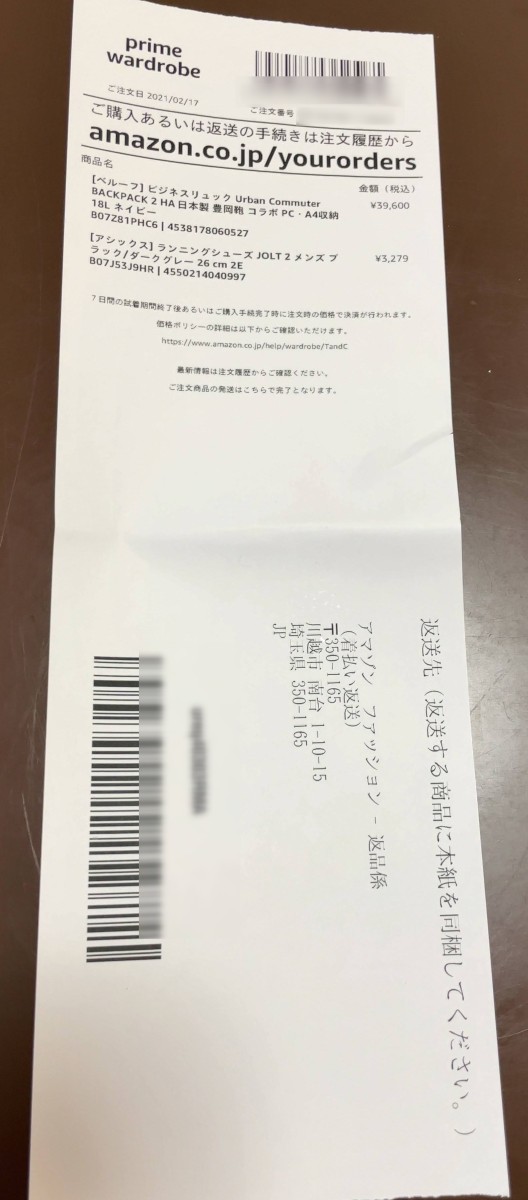 prime
wardrobe
ご注文日 2021/02/17
ご注文番号
ご購入あるいは返送の手続きは注文履歴から
amazon.co.jp/yourorders
商品名
金額（税込）
[ベルーフ] ビジネスリュック Urban Commuter
BACKPACK 2 HA 日本製 豊岡鞄 コラボ PC・A4収納
18L ネイビー
B07Z81PHC6 | 4538178060527
¥39,600
[アシックス] ランニングシューズ JOLT 2 メンズ ブ
ラック/ダークグレー 26 cm 2E
B07J53J9HR | 4550214040997
¥3,279
7 日間の試着期間終了後あるいはご購入手続完了時に注文時の価格で決済が行われます。
価格ポリシーの詳細は以下からご確認いただけます。
https://www.amazon.co.jp/help/wardrobe/TandC
最新情報は注文履歴からご確認ください。
ご注文商品の発送はこちらで完了となります。
返送先（返送する商品に本紙を同梱してください。）
アマゾン ファッション - 返品係
（着払い返送）
〒350-1165
川越市 南台 1-10-15
埼玉県 350-1165
JP